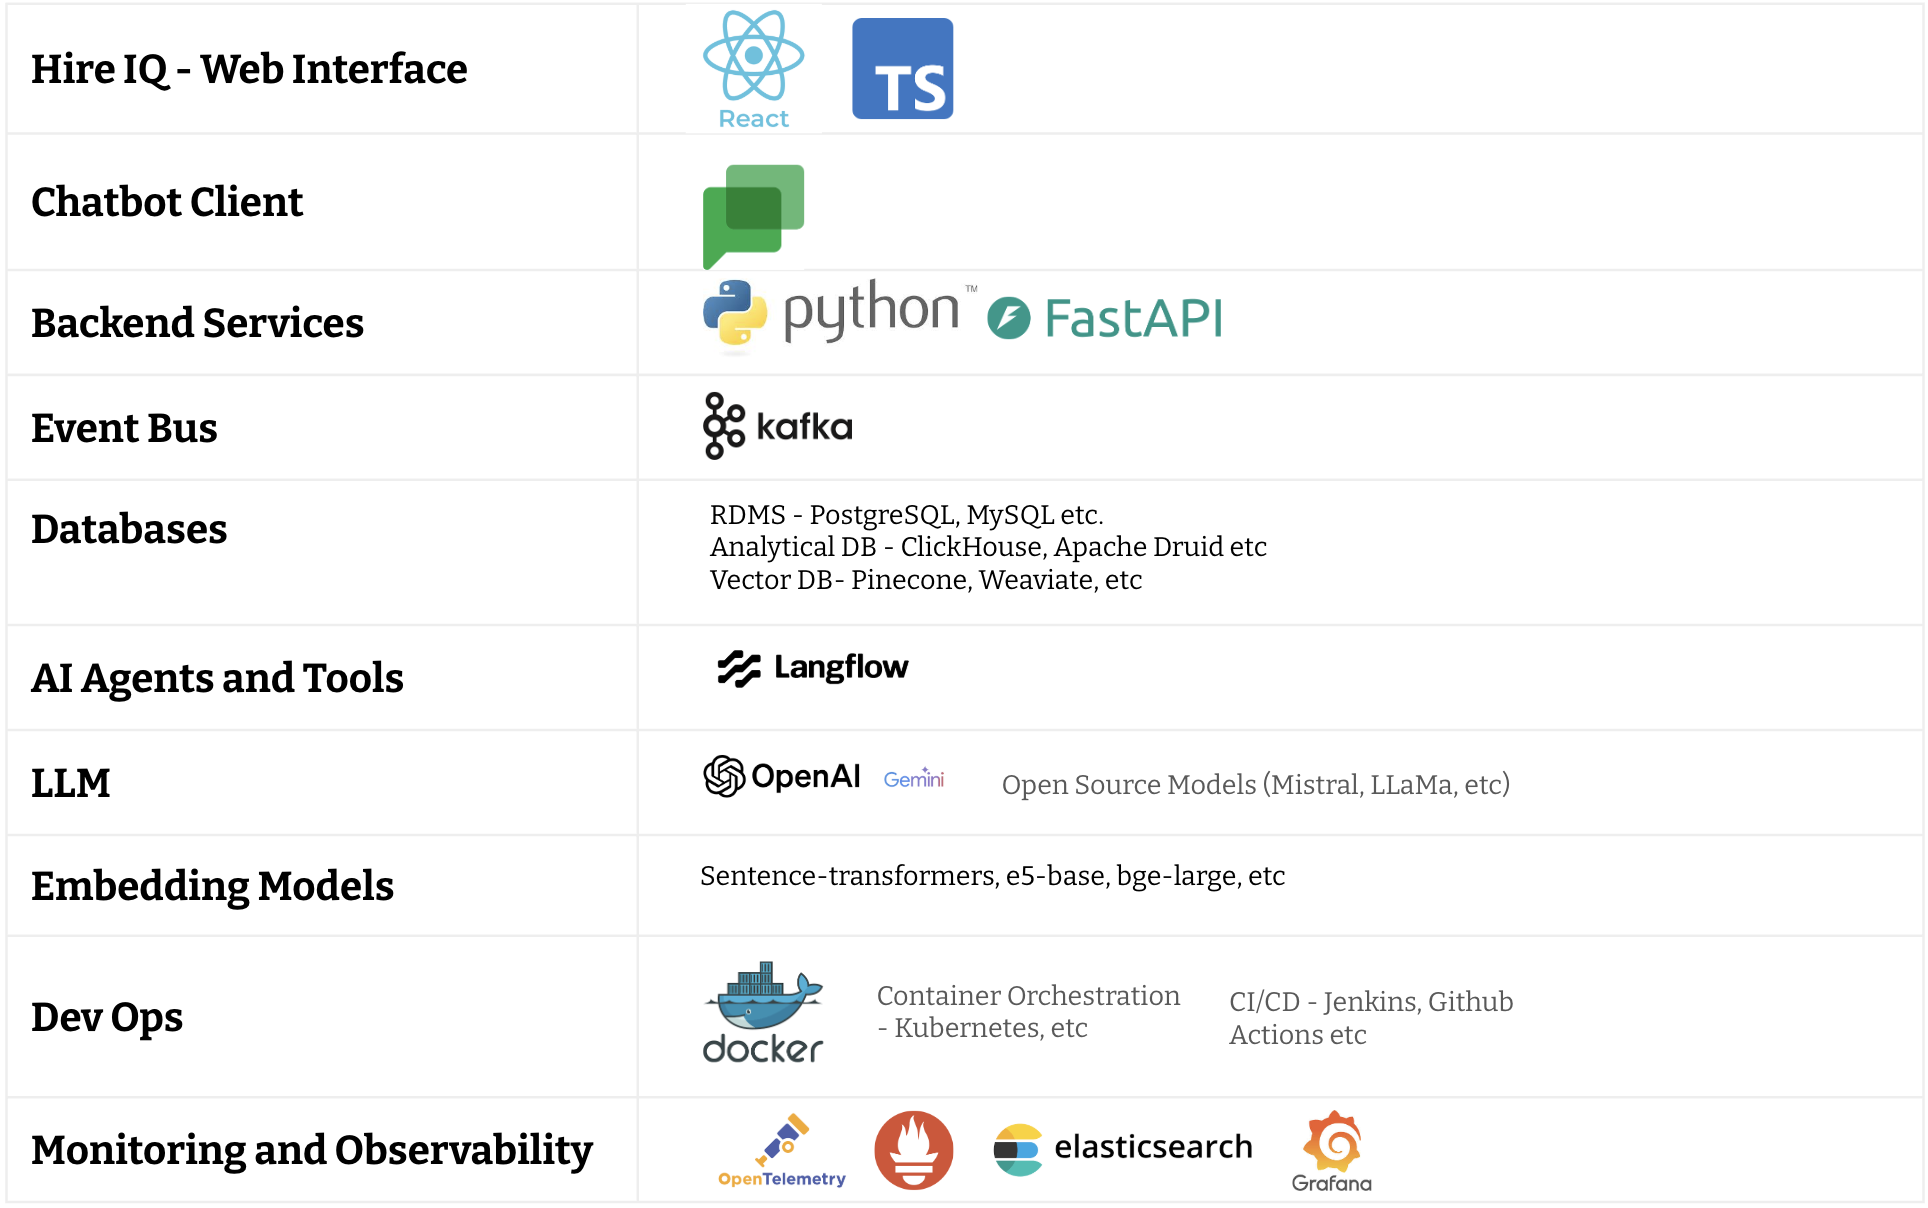 Hire IQ - Web Interface
React
TS
Chatbot Client
Backend Services
python™
FastAPI
Event Bus
kafka
Databases
RDMS - PostgreSQL, MySQL etc.
Analytical DB - ClickHouse, Apache Druid etc
Vector DB- Pinecone, Weaviate, etc
AI Agents and Tools
Langflow
LLM
OpenAI
Gemini
Open Source Models (Mistral, LLaMa, etc)
Embedding Models
Sentence-transformers, e5-base, bge-large, etc
Dev Ops
docker
Container Orchestration
- Kubernetes, etc
CI/CD - Jenkins, Github
Actions etc
Monitoring and Observability
OpenTelemetry
elasticsearch
Grafana